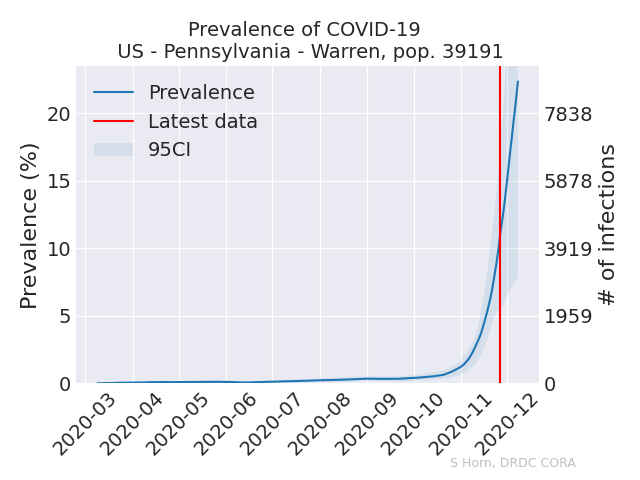 Prevalence of COVID-19
US - Pennsylvania - Warren, pop. 39191
Prevalence
Latest data
95CI
Prevalence (%)
20
15
10
5
0
7838
5878
3919
1959
0
# of infections
2020-03
2020-04
2020-05
2020-06
2020-07
2020-08
2020-09
2020-10
2020-11
2020-12
S Horn, DRDC CORA